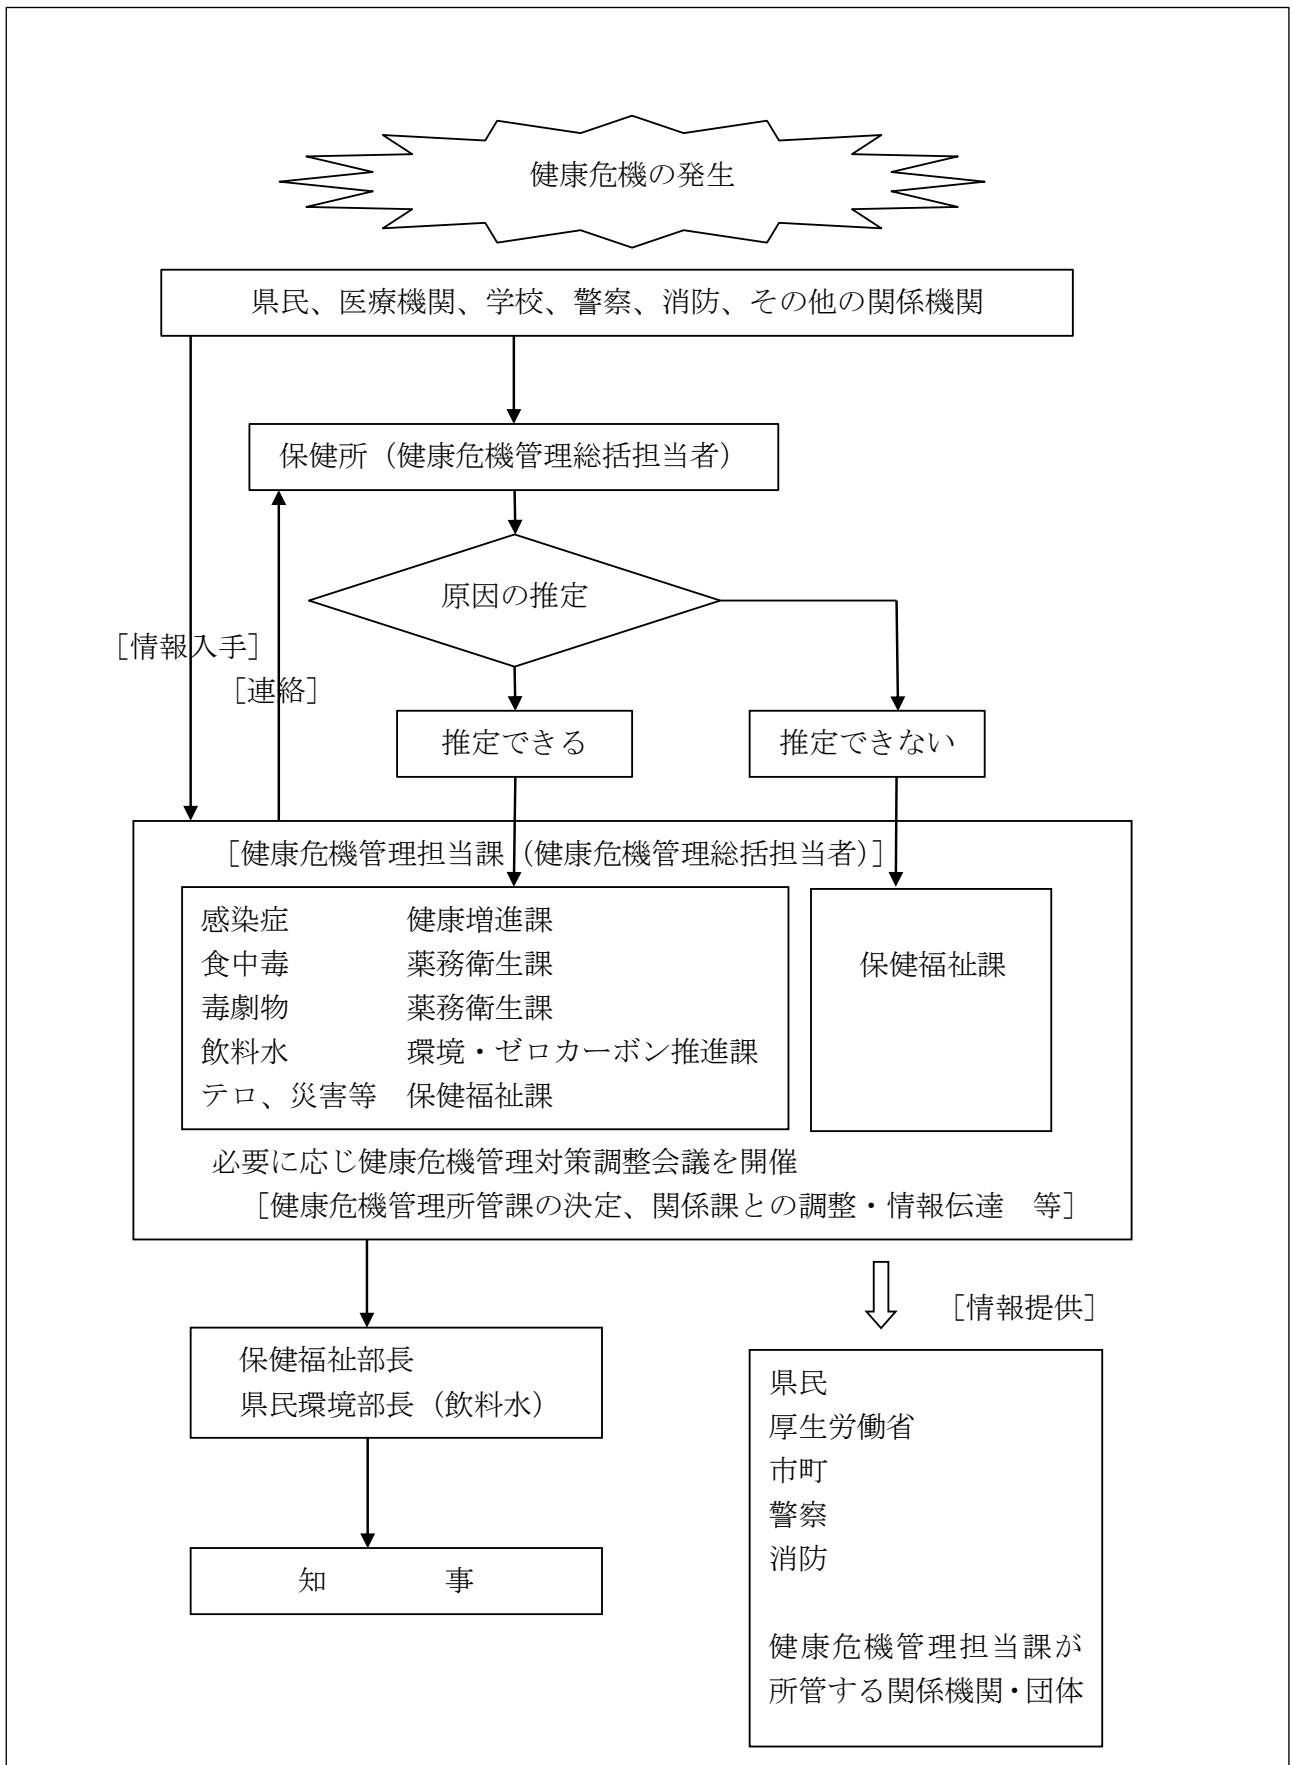 健康危機の発生
県民、医療機関、学校、警察、消防、その他の関係機関
保健所（健康危機管理総括担当者）
原因の推定
［情報入手］
［連絡］
推定できる
推定できない
［健康危機管理担当課（健康危機管理総括担当者）］
感染症　　　　健康増進課
食中毒　　　　薬務衛生課
毒劇物　　　　薬務衛生課
飲料水　　　　環境・ゼロカーボン推進課
テロ、災害等　保健福祉課
保健福祉課
必要に応じ健康危機管理対策調整会議を開催
［健康危機管理所管課の決定、関係課との調整・情報伝達　等］
保健福祉部長
県民環境部長（飲料水）
知　　　　事
［情報提供］
県民
厚生労働省
市町
警察
消防
健康危機管理担当課が
所管する関係機関・団体